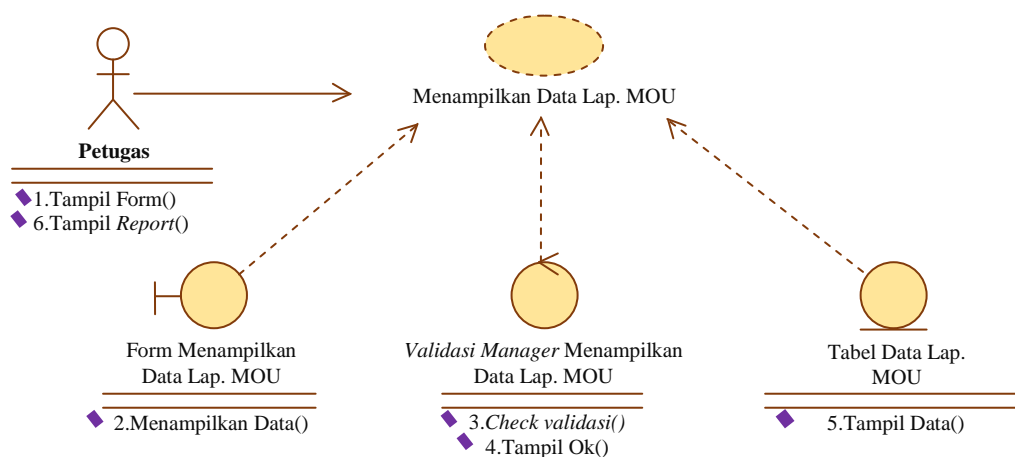 Menampilkan Data Lap. MOU
Petugas
1.Tampil Form()
6.Tampil Report()
Form Menampilkan
Data Lap. MOU
2.Menampilkan Data()
Validasi Manager Menampilkan
Data Lap. MOU
3.Check validasi()
4.Tampil Ok()
Tabel Data Lap.
MOU
5.Tampil Data()